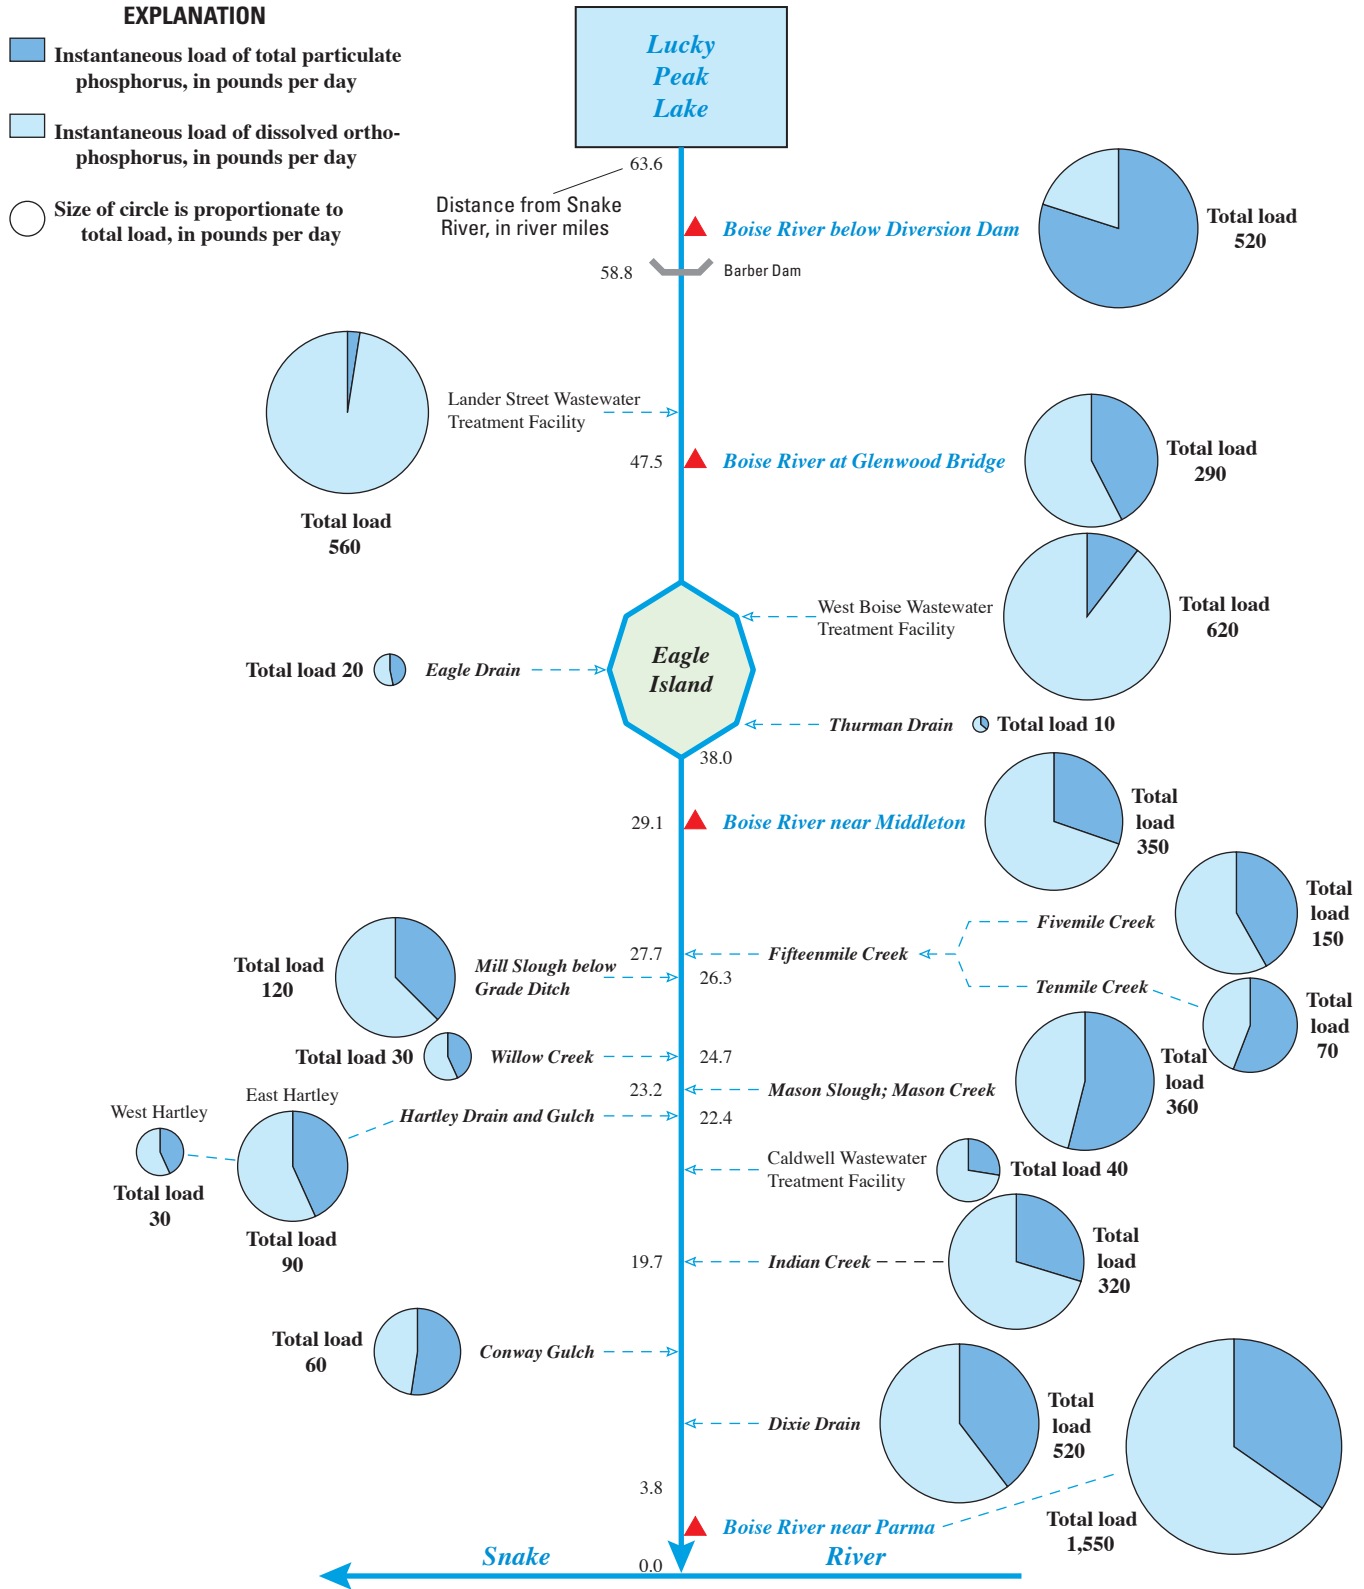 EXPLANATION
Instantaneous load of total particulate
phosphorus, in pounds per day
Instantaneous load of dissolved ortho-
phosphorus, in pounds per day
Size of circle is proportionate to
total load, in pounds per day
Lucky
Peak
Lake
63.6
Distance from Snake
River, in river miles
Boise River below Diversion Dam
Total load
520
58.8
Barber Dam
Lander Street Wastewater
Treatment Facility
Total load
560
47.5
Boise River at Glenwood Bridge
Total load
290
West Boise Wastewater
Treatment Facility
Total load
620
Eagle
Island
Total load 20
Eagle Drain
Thurman Drain
Total load 10
38.0
29.1
Boise River near Middleton
Total
load
350
Fivemile Creek
Total
load
150
27.7
Fifteenmile Creek
Total load
120
Mill Slough below
Grade Ditch
26.3
Tenmile Creek
Total
load
70
Total load 30
Willow Creek
24.7
23.2
Mason Slough; Mason Creek
Total
load
360
West Hartley
East Hartley
Hartley Drain and Gulch
22.4
Total load
30
Total load
90
Caldwell Wastewater
Treatment Facility
Total load 40
19.7
Indian Creek
Total
load
320
Total load
60
Conway Gulch
Dixie Drain
Total
load
520
3.8
Boise River near Parma
Total load
1,550
Snake
River
0.0